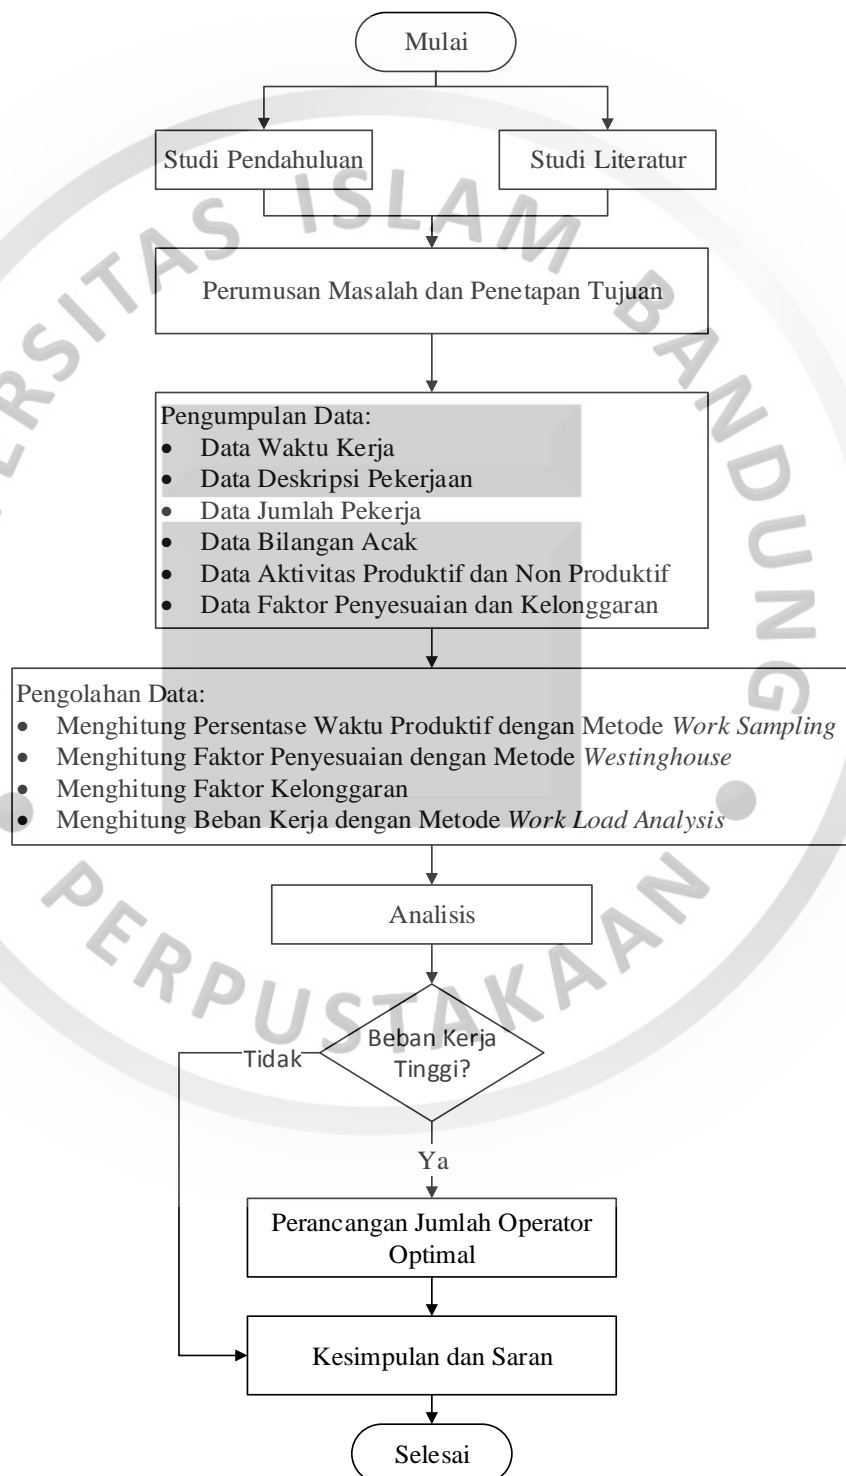 Mulai
Studi Pendahuluan
Studi Literatur
Perumusan Masalah dan Penetapan Tujuan
Pengumpulan Data:
• Data Waktu Kerja
• Data Deskripsi Pekerjaan
• Data Jumlah Pekerja
• Data Bilangan Acak
• Data Aktivitas Produktif dan Non Produktif
• Data Faktor Penyesuaian dan Kelonggaran
Pengolahan Data:
• Menghitung Persentase Waktu Produktif dengan Metode Work Sampling
• Menghitung Faktor Penyesuaian dengan Metode Westinghouse
• Menghitung Faktor Kelonggaran
• Menghitung Beban Kerja dengan Metode Work Load Analysis
Analisis
Beban Kerja
Tinggi?
Tidak
Ya
Perancangan Jumlah Operator
Optimal
Kesimpulan dan Saran
Selesai
ERSITAS ISLAM BANDUNG
PERPUSTAKAAN